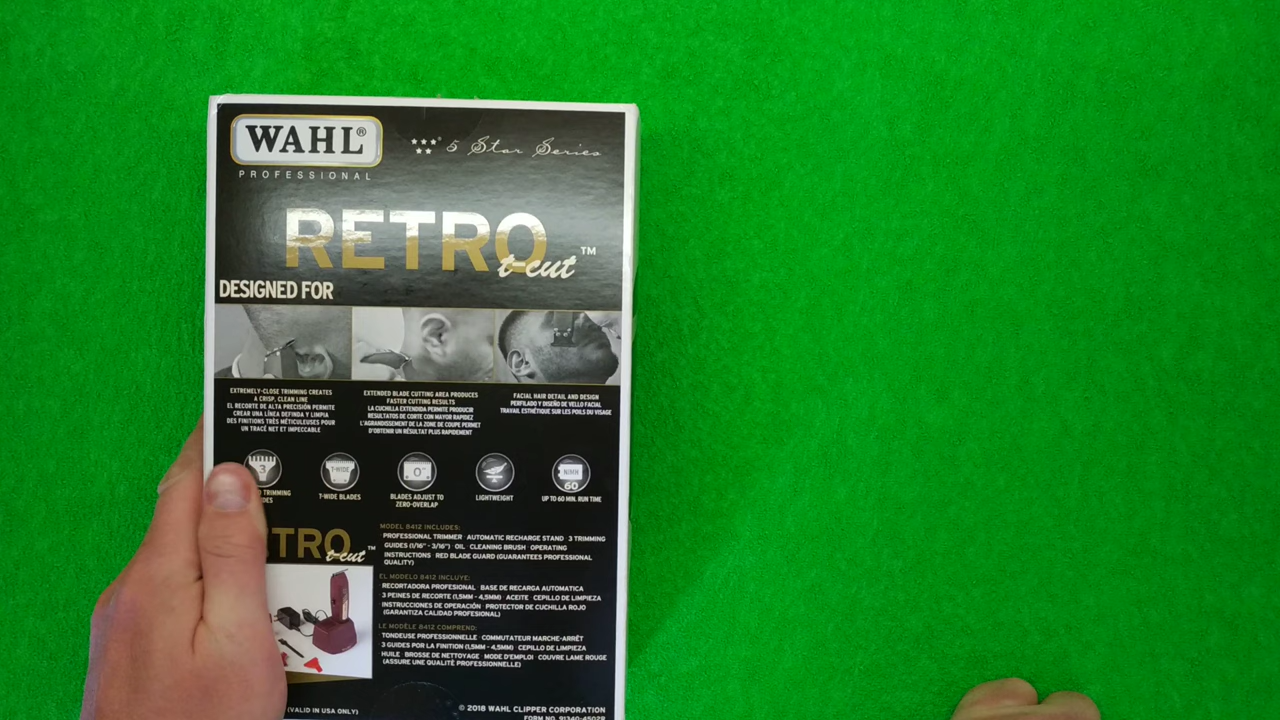 WAHL®
PROFESSIONAL
5 Star Series
RETRO
t-cut™
DESIGNED FOR
EXTREMELY-CLOSE TRIMMING CREATES
A CRISP, CLEAN LINE
EL RECORTE DE ALTA PRECISIÓN PERMITE
CREAR UNA LÍNEA DEFINDA Y LIMPIA
DES FINITIONS TRÈS MÉTICULEUSES POUR
UN TRACÉ NET ET IMPECCABLE
EXTENDED BLADE CUTTING AREA PRODUCES
FASTER CUTTING RESULTS
LA CUCHILLA EXTENDIDA PERMITE PRODUCIR
RESULTATOS DE CORTE CON MAYOR RAPIDEZ
L'AGRANDISSEMENT DE LA ZONE DE COUPE PERMET
D'OBTENIR UN RÉSULTAT PLUS RAPIDEMENT
FACIAL HAIR DETAIL AND DESIGN
PERFILADO Y DISEÑO DE VELLO FACIAL
TRAVAIL ESTHÉTIQUE SUR LES POILS DU VISAGE
3
TRIMMING
T-WIDE
T-WIDE BLADES
0"
BLADES ADJUST TO
ZERO-OVERLAP
LIGHTWEIGHT
NIMH
60
UP TO 60 MIN. RUN TIME
TRO
t-cut™
MODEL 8412 INCLUDES:
PROFESSIONAL TRIMMER AUTOMATIC RECHARGE STAND 3 TRIMMING
GUIDES (1/16" - 3/16") OIL CLEANING BRUSH OPERATING
INSTRUCTIONS RED BLADE GUARD (GUARANTEES PROFESSIONAL
QUALITY)
EL MODELO 8412 INCLUYE:
RECORTADORA PROFESIONAL BASE DE RECARGA AUTOMATICA
3 PEINES DE RECORTE (1,5MM - 4,5MM) ACEITE CEPILLO DE LIMPIEZA
INSTRUCCIONES DE OPERACIÓN PROTECTOR DE CUCHILLA ROJO
(GARANTIZA CALIDAD PROFESIONAL)
LE MODÈLE 8412 COMPREND:
TONDEUSE PROFESSIONNELLE COMMUTATEUR MARCHE-ARRÊT
3 GUIDES POR LA FINITION (1,5MM - 4,5MM) CEPILLO DE LIMPIEZA
HUILE BROSSE DE NETTOYAGE MODE D'EMPLOI COUVRE LAME ROUGE
(ASSURE UNE QUALITÉ PROFESSIONNELLE)
(VALID IN USA ONLY)
© 2018 WAHL CLIPPER CORPORATION
FORM NO. 91340-4502R